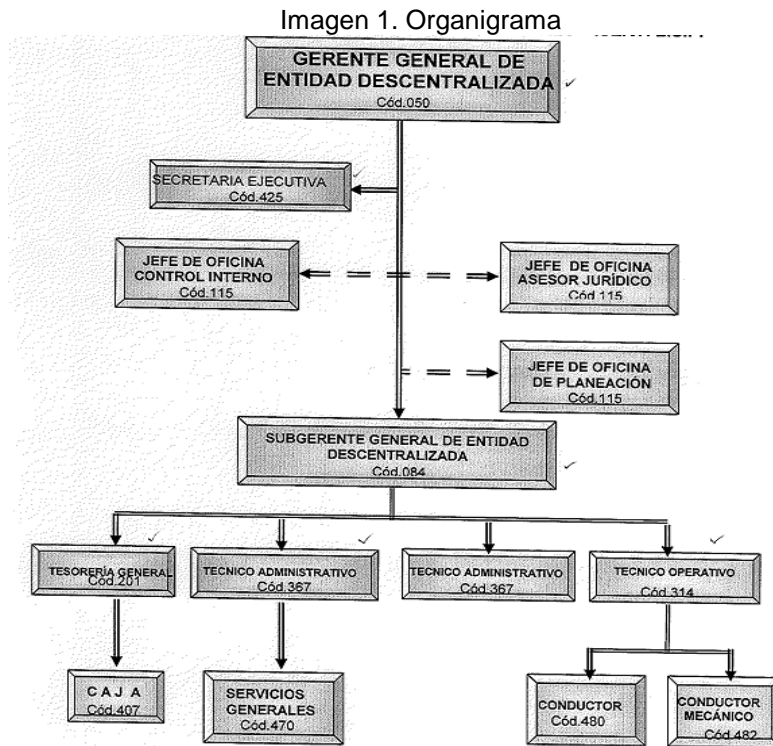 Imagen 1. Organigrama
GERENTE GENERAL DE
ENTIDAD DESCENTRALIZADA
Cód.050
SECRETARIA EJECUTIVA
Cód.425
JEFE DE OFICINA
CONTROL INTERNO
Cód.115
JEFE DE OFICINA
ASESOR JURÍDICO
Cód.115
JEFE DE OFICINA
DE PLANEACIÓN
Cód.115
SUBGERENTE GENERAL DE ENTIDAD
DESCENTRALIZADA
Cód.084
TESORERÍA GENERAL
Cód.201
TECNICO ADMINISTRATIVO
Cód.367
TECNICO ADMINISTRATIVO
Cód.367
TECNICO OPERATIVO
Cód.314
C A J A
Cód.407
SERVICIOS
GENERALES
Cód.470
CONDUCTOR
Cód.480
CONDUCTOR
MECÁNICO
Cód.482